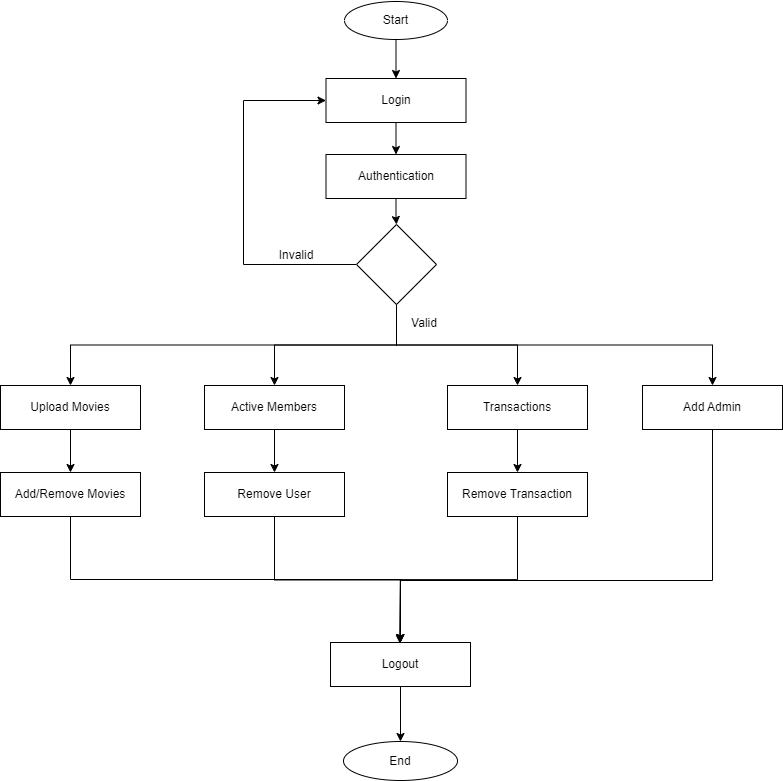 Start
Login
Authentication
Invalid
Valid
Upload Movies
Active Members
Transactions
Add Admin
Add/Remove Movies
Remove User
Remove Transaction
Logout
End